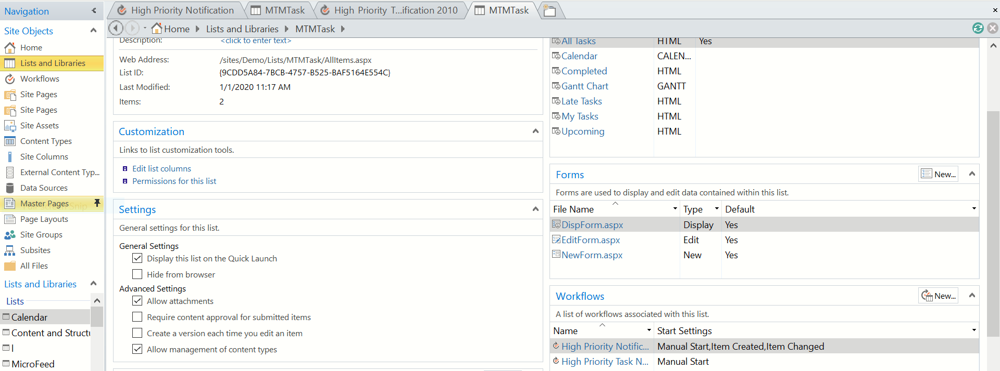 Navigation
Site Objects
Home
Lists and Libraries
Workflows
Site Pages
Site Pages
Site Assets
Content Types
Site Columns
External Content Typ...
Data Sources
Master Pages
Page Layouts
Site Groups
Subsites
All Files
Lists and Libraries
Lists
Calendar
Content and Structu
I
MicroFeed
High Priority Notification
MTMTask
High Priority T...ification 2010
MTMTask
Home
Lists and Libraries
MTMTask
Description: <click to enter text>
Web Address: /sites/Demo/Lists/MTMTask/AllItems.aspx
List ID: {9CDD5A84-7BCB-4757-B525-BAF5164E554C}
Last Modified: 1/1/2020 11:17 AM
Items: 2
Customization
Links to list customization tools.
Edit list columns
Permissions for this list
Settings
General settings for this list.
General Settings
Display this list on the Quick Launch
Hide from browser
Advanced Settings
Allow attachments
Require content approval for submitted items
Create a version each time you edit an item
Allow management of content types
All Tasks HTML Yes
Calendar CALEN...
Completed HTML
Gantt Chart GANTT
Late Tasks HTML
My Tasks HTML
Upcoming HTML
Forms New...
Forms are used to display and edit data contained within this list.
File Name Type Default
DispForm.aspx Display Yes
EditForm.aspx Edit Yes
NewForm.aspx New Yes
Workflows New...
A list of workflows associated with this list.
Name Start Settings
High Priority Notific... Manual Start,Item Created,Item Changed
High Priority Task N... Manual Start